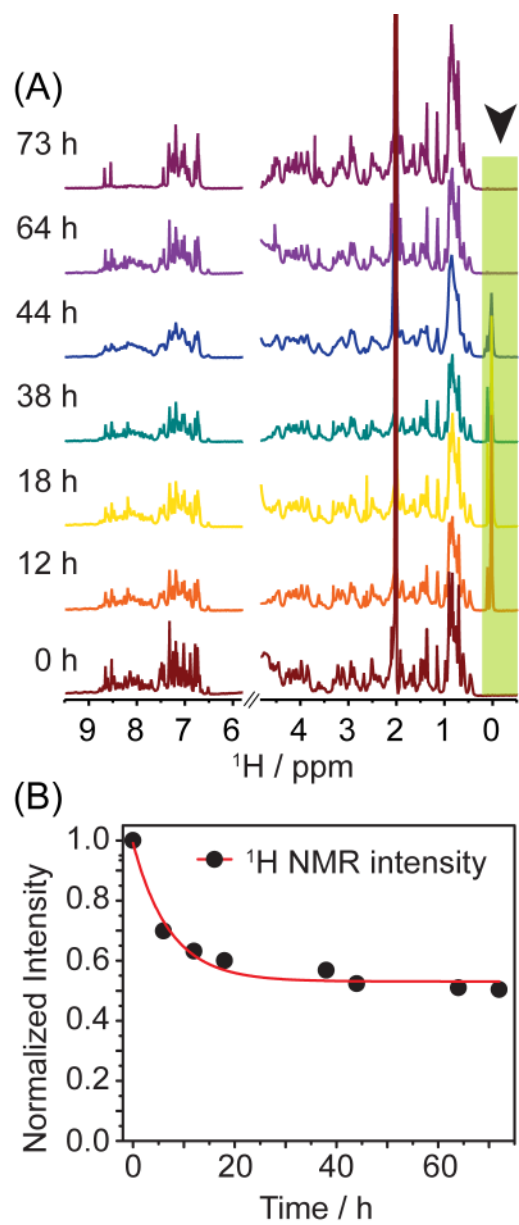 (A)
73 h
64 h
44 h
38 h
18 h
12 h
0 h
9 8 7 6 4 3 2 1 0
¹H / ppm
(B)
¹H NMR intensity
Normalized Intensity
1.0
0.8
0.6
0.4
0.2
0.0
0 20 40 60
Time / h